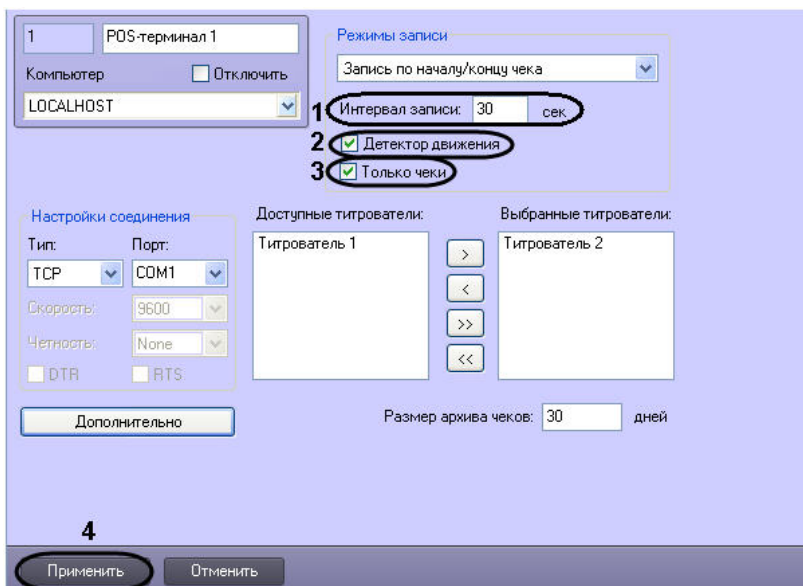 1 POS-терминал 1
Компьютер Отключить
LOCALHOST
Режимы записи
Запись по началу/концу чека
1 Интервал записи: 30 сек
2 Детектор движения
3 Только чеки
Настройки соединения
Тип: Порт:
TCP COM1
Скорость: 9600
Четность: None
DTR RTS
Дополнительно
Доступные титрователи:
Титрователь 1
>
<
>>
<<
Выбранные титрователи:
Титрователь 2
Размер архива чеков: 30 дней
4
Применить Отменить